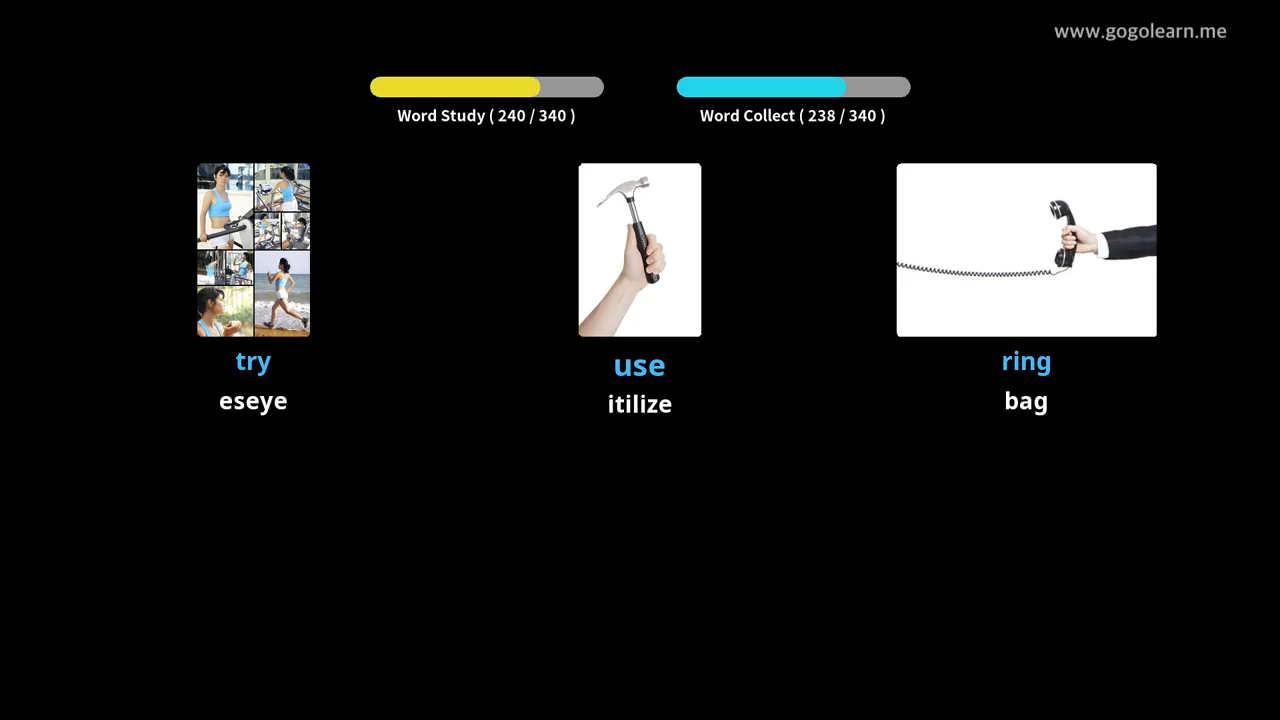 www.gogolearn.me
Word Study ( 240 / 340 )
Word Collect ( 238 / 340 )
try
use
ring
eseye
itilize
bag